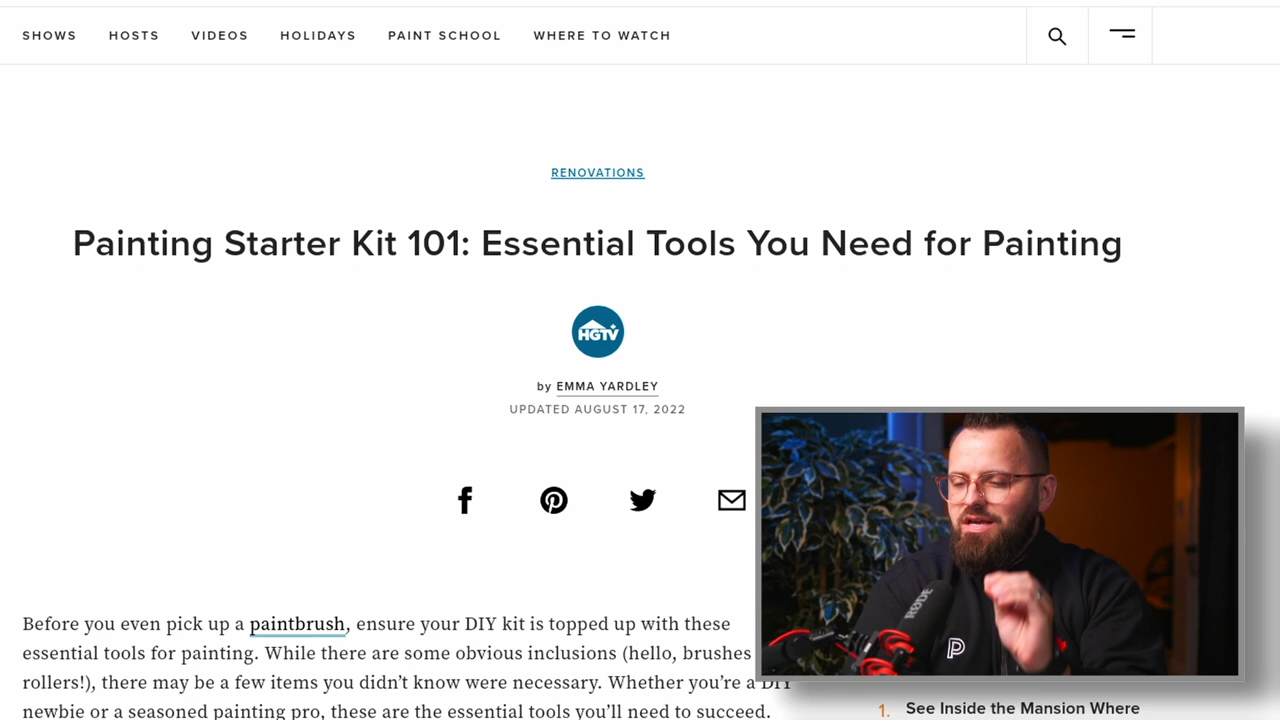 SHOWS HOSTS VIDEOS HOLIDAYS PAINT SCHOOL WHERE TO WATCH
RENOVATIONS
Painting Starter Kit 101: Essential Tools You Need for Painting
HGTV
by EMMA YARDLEY
UPDATED AUGUST 17, 2022
Before you even pick up a paintbrush, ensure your DIY kit is topped up with these
essential tools for painting. While there are some obvious inclusions (hello, brushes
rollers!), there may be a few items you didn’t know were necessary. Whether you’re a DIY
newbie or a seasoned painting pro, these are the essential tools you’ll need to succeed.
RØDE
P
1. See Inside the Mansion Where